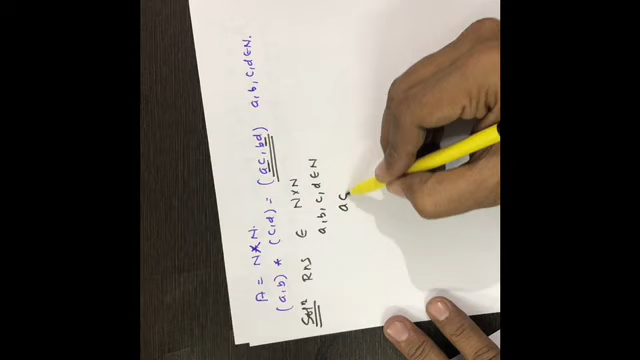 A = N*N.
(a,b) * (c,d) = (ac, bd) a,b,c,d ∈ N.
Solⁿ RHS ∈ N×N
a,b,c,d ∈ N
ac